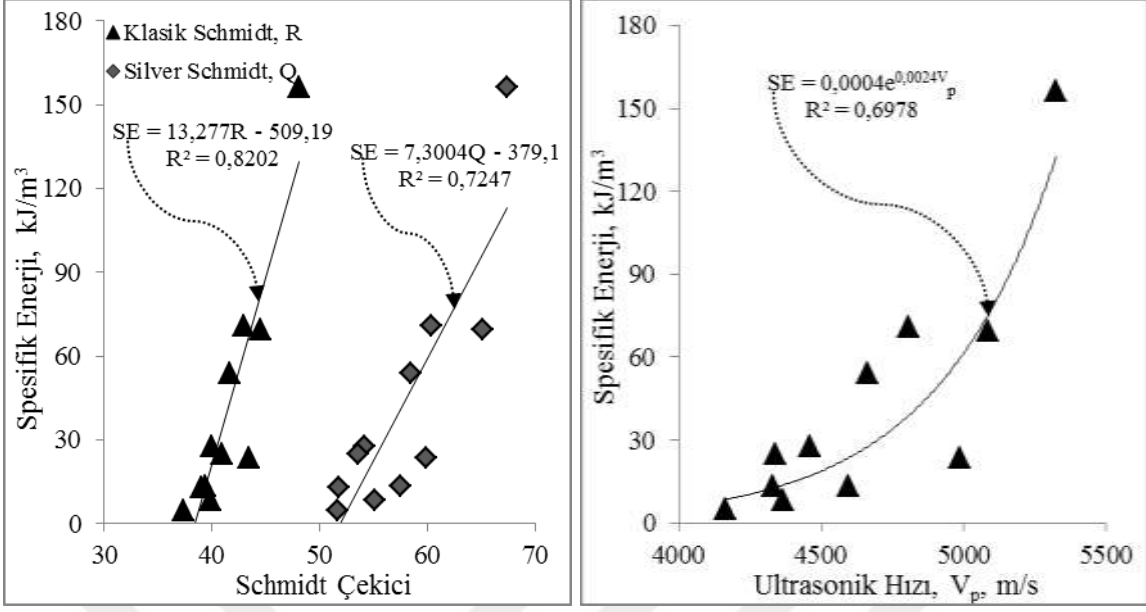 180
150
120
90
60
30
0
Spesifik Enerji, kJ/m³
Klasik Schmidt, R
Silver Schmidt, Q
SE = 13,277R - 509,19
R² = 0,8202
SE = 7,3004Q - 379,1
R² = 0,7247
30 40 50 60 70
Schmidt Çekici
180
150
120
90
60
30
0
Spesifik Enerji, kJ/m³
SE = 0,0004e^0,0024V_p
R² = 0,6978
4000 4500 5000 5500
Ultrasonik Hızı, V_p, m/s